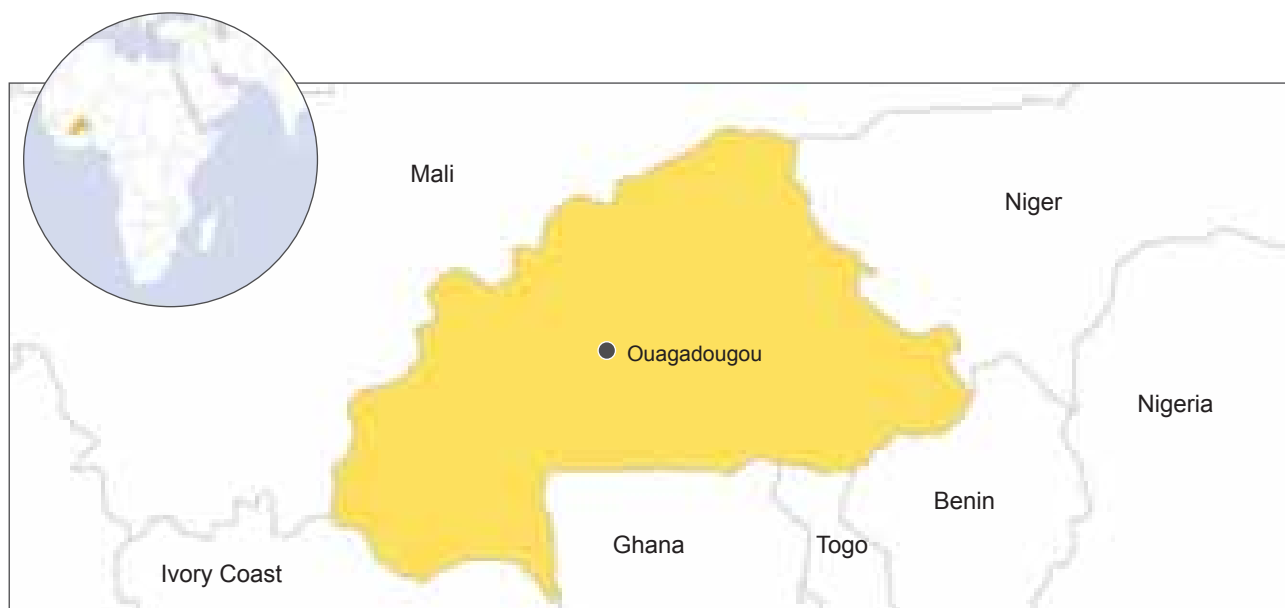 Mali
Niger
Ouagadougou
Nigeria
Benin
Ghana
Togo
Ivory Coast